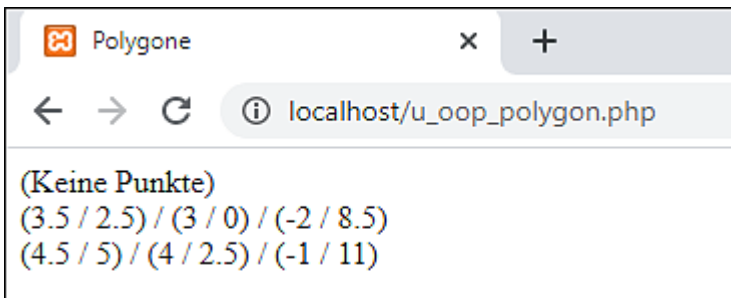 Polygone
localhost/u_oop_polygon.php
(Keine Punkte)
(3.5 / 2.5) / (3 / 0) / (-2 / 8.5)
(4.5 / 5) / (4 / 2.5) / (-1 / 11)